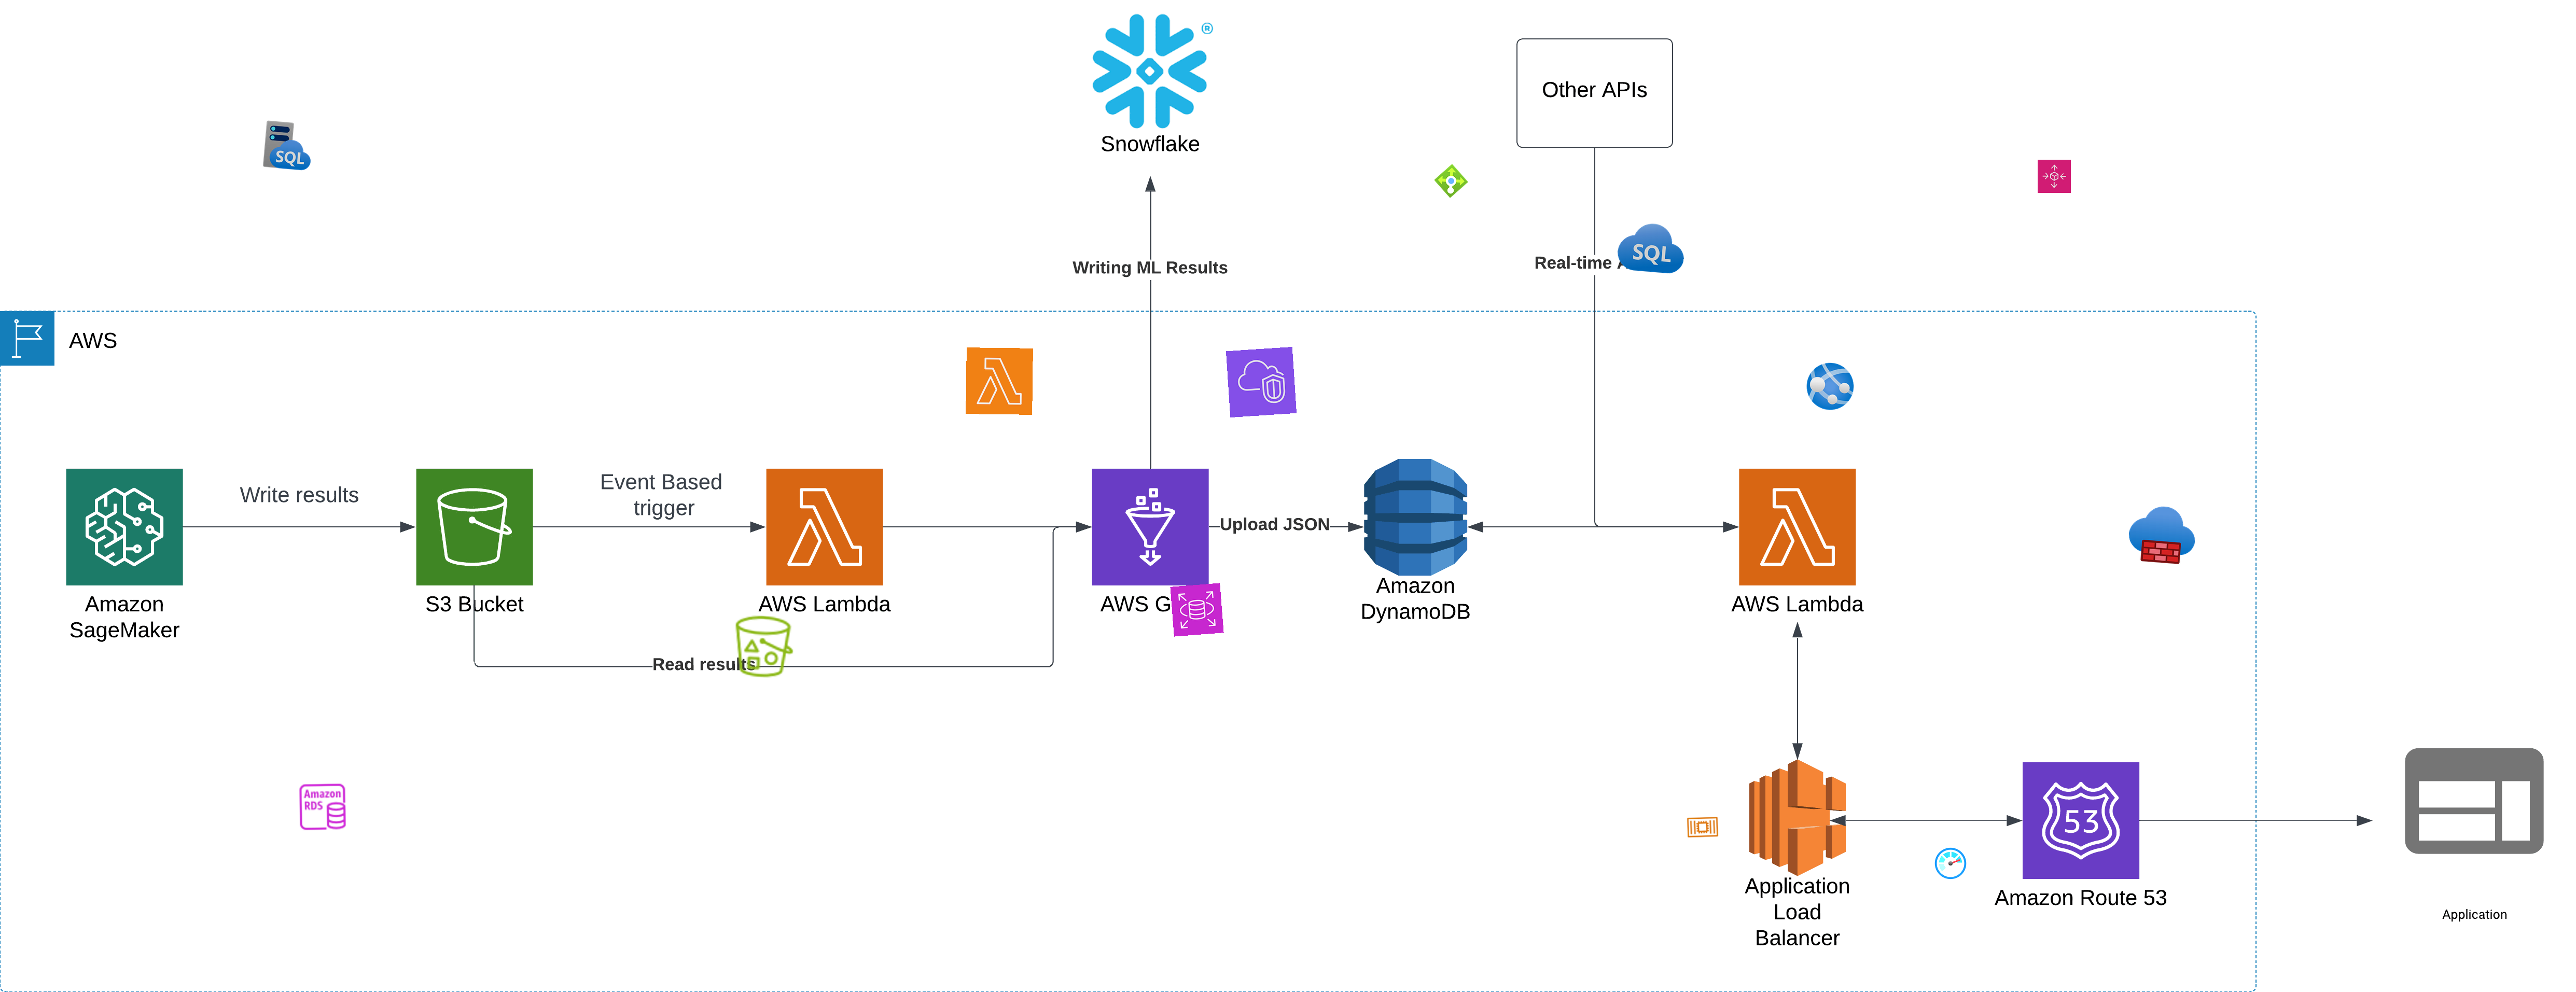 ®
Snowflake
Other APIs
SQL
Writing ML Results
Real-time
SQL
AWS
Write results
Event Based
trigger
Upload JSON
Amazon
SageMaker
S3 Bucket
AWS Lambda
AWS
Amazon
DynamoDB
AWS Lambda
Read results
Amazon
RDS
53
Application
Load
Balancer
Amazon Route 53
Application